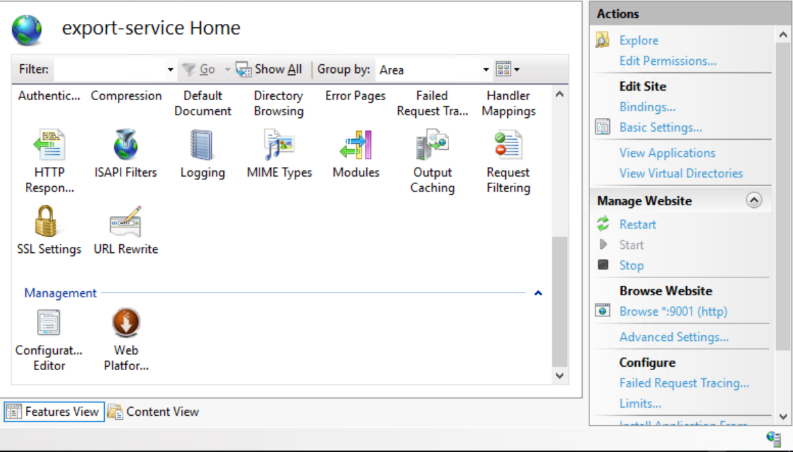 export-service Home
Filter:
Go
Show All
Group by: Area
Authentic...
Compression
Default
Document
Directory
Browsing
Error Pages
Failed
Request Tra...
Handler
Mappings
HTTP
Respon...
ISAPI Filters
Logging
MIME Types
Modules
Output
Caching
Request
Filtering
SSL Settings
URL Rewrite
Management
Configurat...
Editor
Web
Platfor...
Features View
Content View
Actions
Explore
Edit Permissions...
Edit Site
Bindings...
Basic Settings...
View Applications
View Virtual Directories
Manage Website
Restart
Start
Stop
Browse Website
Browse *:9001 (http)
Advanced Settings...
Configure
Failed Request Tracing...
Limits...
Install Application From